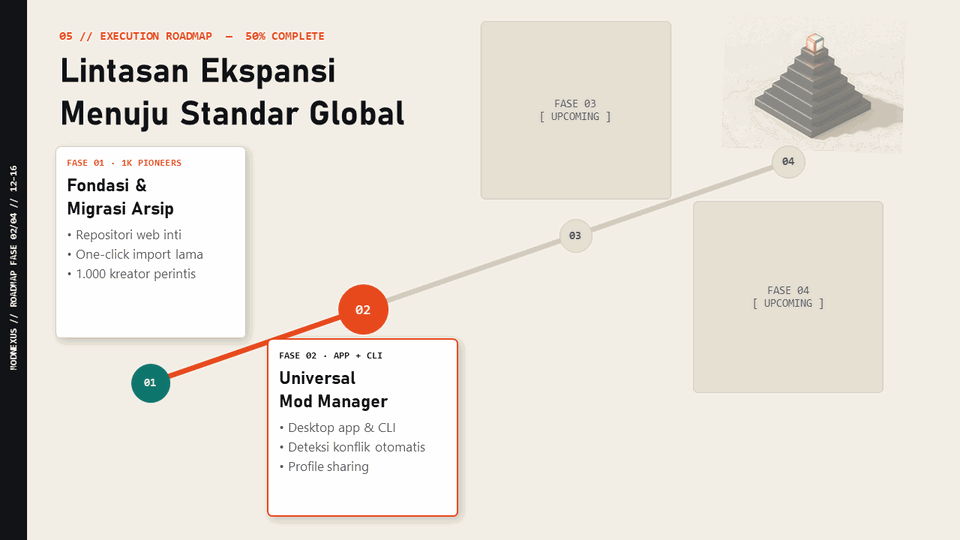 05 // EXECUTION ROADMAP — 50% COMPLETE
Lintasan Ekspansi
Menuju Standar Global
FASE 01 · 1K PIONEERS
Fondasi &
Migrasi Arsip
• Repositori web inti
• One-click import lama
• 1.000 kreator perintis
01
02
FASE 02 · APP + CLI
Universal
Mod Manager
• Desktop app & CLI
• Deteksi konflik otomatis
• Profile sharing
FASE 03
[ UPCOMING ]
03
04
FASE 04
[ UPCOMING ]
MODNEXUS // ROADMAP FASE 02/04 // 12-16